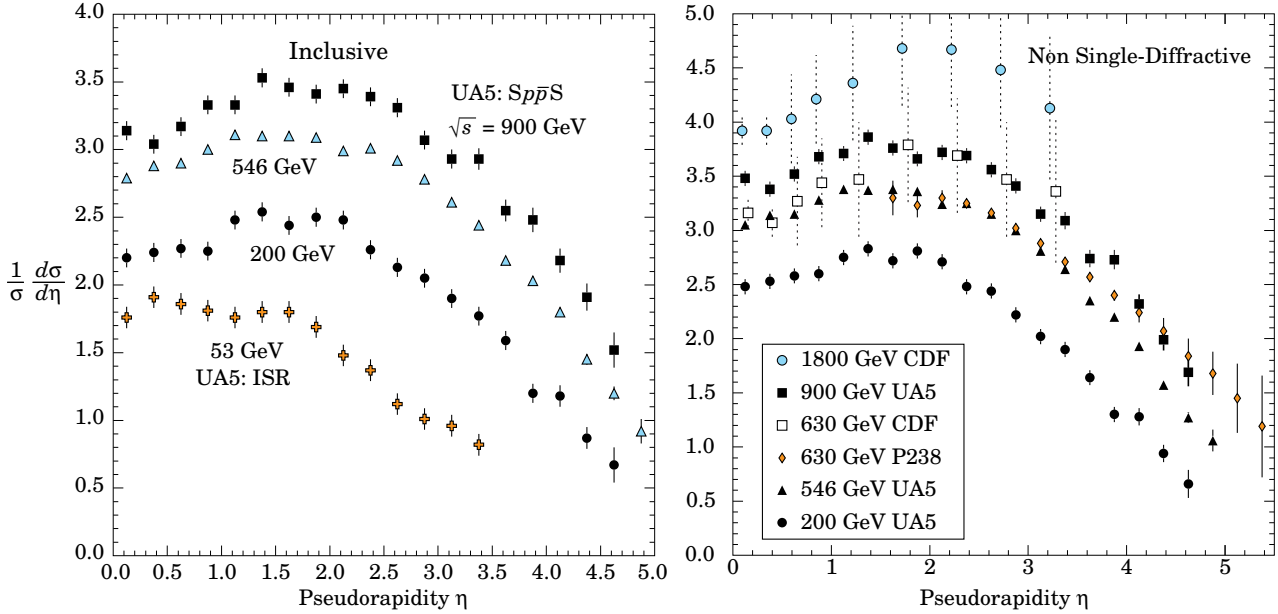 4.0
3.5
3.0
2.5
2.0
1.5
1.0
0.5
0.0
1/σ dσ/dη
Inclusive
UA5: Spp̄S
√s = 900 GeV
546 GeV
200 GeV
53 GeV
UA5: ISR
0.0 0.5 1.0 1.5 2.0 2.5 3.0 3.5 4.0 4.5 5.0
Pseudorapidity η
5.0
4.5
4.0
3.5
3.0
2.5
2.0
1.5
1.0
0.5
0.0
Non Single-Diffractive
1800 GeV CDF
900 GeV UA5
630 GeV CDF
630 GeV P238
546 GeV UA5
200 GeV UA5
0 1 2 3 4 5
Pseudorapidity η